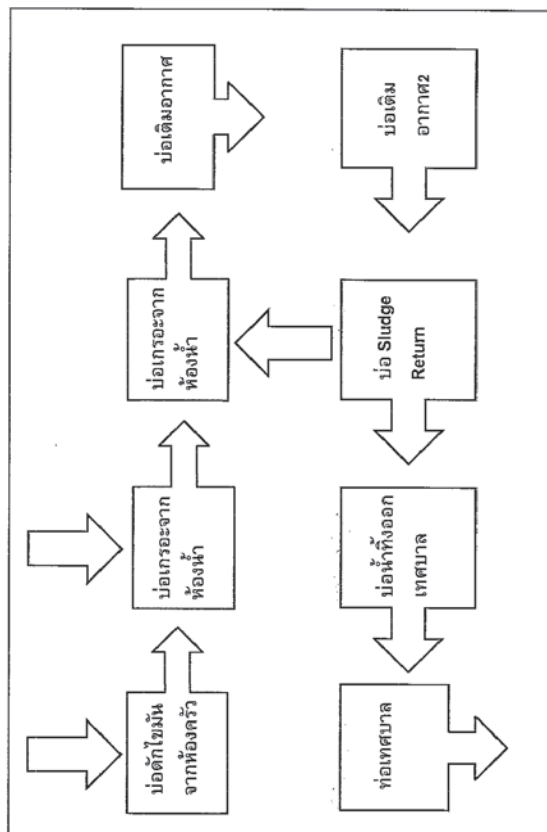 บ่อดักไขมัน
จากห้องครัว
บ่อเกรอะจาก
ห้องน้ำ
บ่อเกรอะจาก
ห้องน้ำ
บ่อเติมอากาศ
บ่อเติม
อากาศ2
บ่อ Sludge
Return
บ่อน้ำทิ้งออก
เทศบาล
ท่อเทศบาล